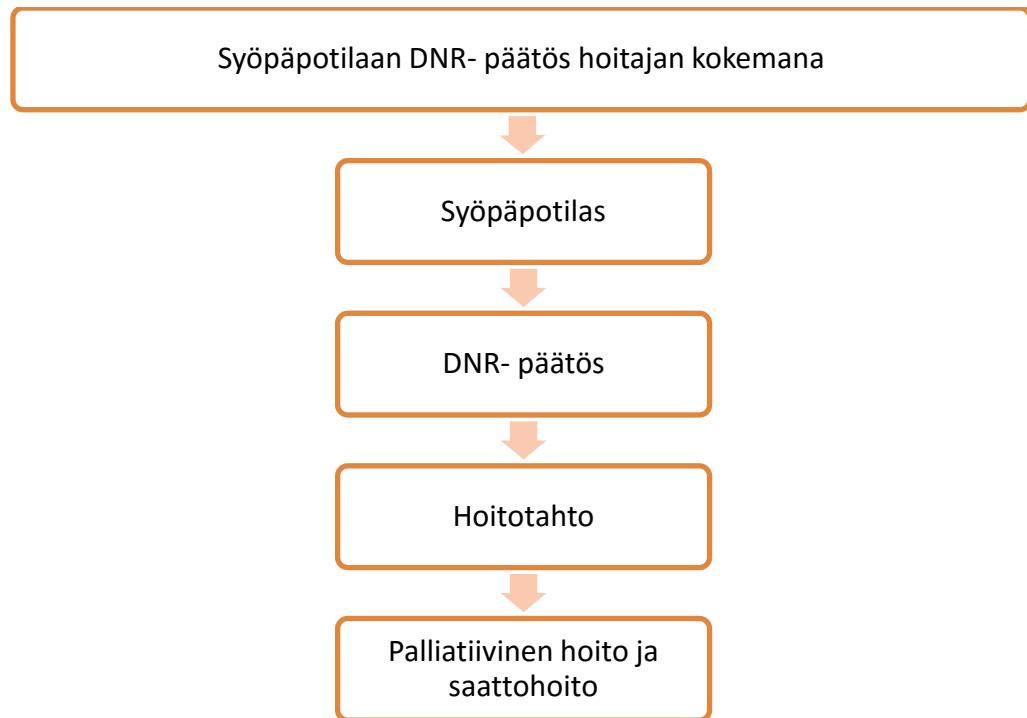 Syöpäpotilaan DNR- päätös hoitajan kokemana
Syöpäpotilas
DNR- päätös
Hoitotahto
Palliatiivinen hoito ja
saattohoito